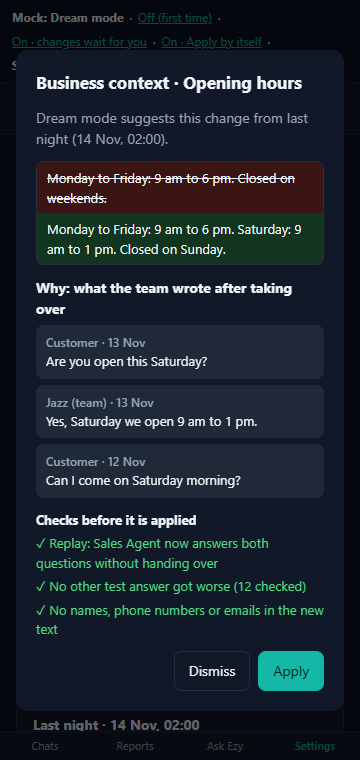 Mock: Dream mode · Off (first time) ·
On · changes wait for you · On · Apply by itself ·
S
Business context · Opening hours
Dream mode suggests this change from last
night (14 Nov, 02:00).
Monday to Friday: 9 am to 6 pm. Closed on
weekends.
Monday to Friday: 9 am to 6 pm. Saturday: 9
am to 1 pm. Closed on Sunday.
Why: what the team wrote after taking
over
Customer · 13 Nov
Are you open this Saturday?
Jazz (team) · 13 Nov
Yes, Saturday we open 9 am to 1 pm.
Customer · 12 Nov
Can I come on Saturday morning?
Checks before it is applied
✓ Replay: Sales Agent now answers both
questions without handing over
✓ No other test answer got worse (12 checked)
✓ No names, phone numbers or emails in the new
text
Dismiss Apply
Last night · 14 Nov, 02:00
Chats Reports Ask Ezy Settings